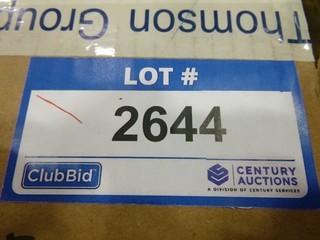 Thomson Group
LOT #
2644
ClubBid
CENTURY
AUCTIONS
A DIVISION OF CENTURY SERVICES